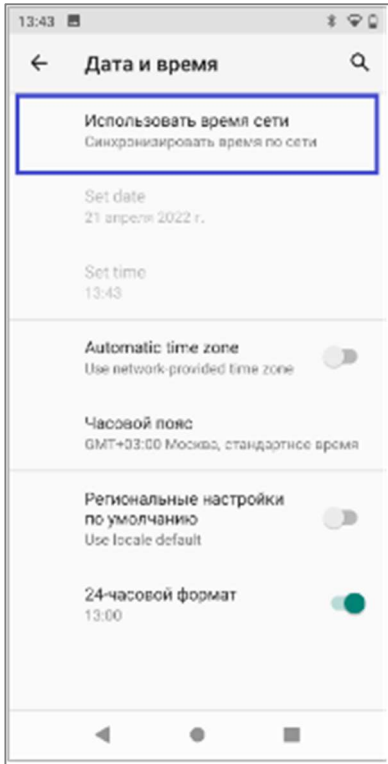 13:43
Дата и время
Использовать время сети
Синхронизировать время по сети
Set date
21 апреля 2022 г.
Set time
13:43
Automatic time zone
Use network-provided time zone
Часовой пояс
GMT+03:00 Москва, стандартное время
Региональные настройки
по умолчанию
Use locale default
24-часовой формат
13:00